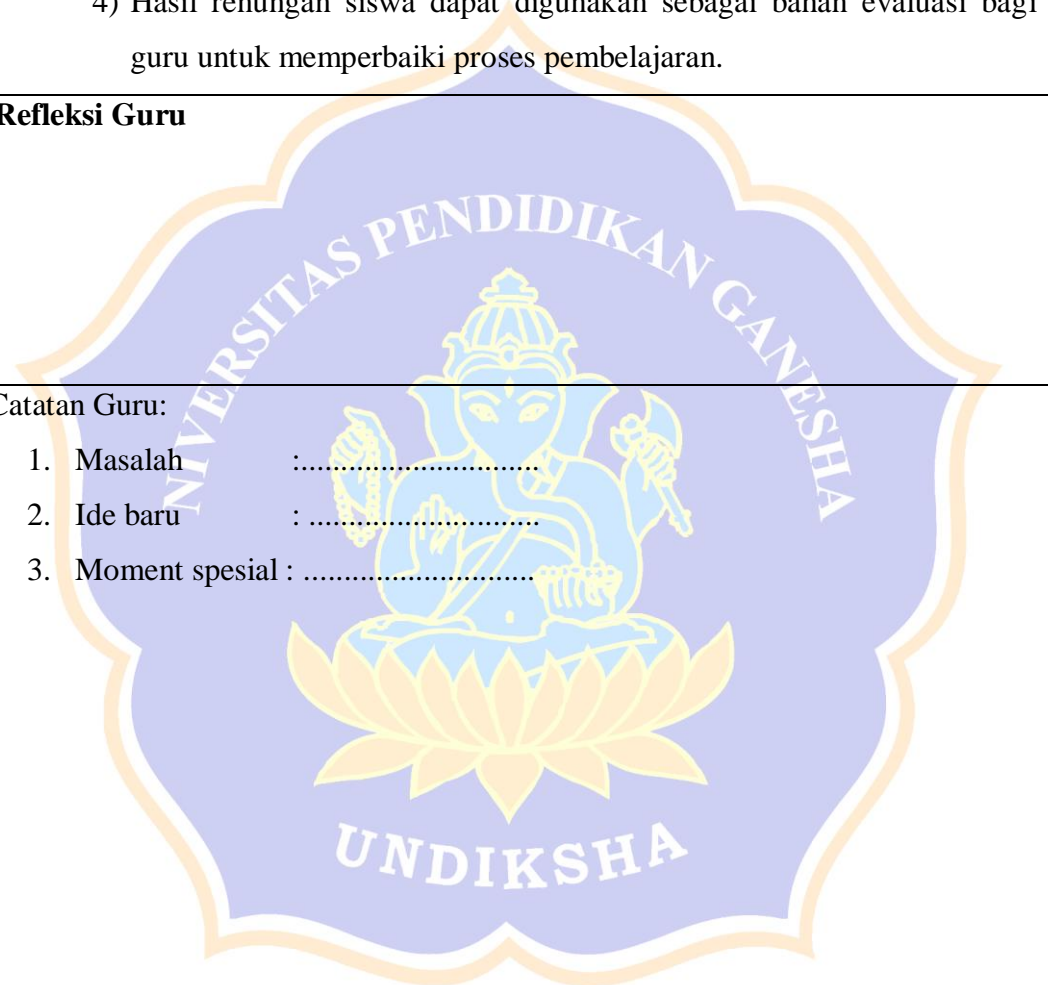 4) Hasil renungan siswa dapat digunakan sebagai bahan evaluasi bagi
guru untuk memperbaiki proses pembelajaran.
Refleksi Guru
UNIVERSITAS PENDIDIKAN GANESHA
Catatan Guru:
1. Masalah :.............................
2. Ide baru : ............................
3. Moment spesial : ............................
UNDIKSHA